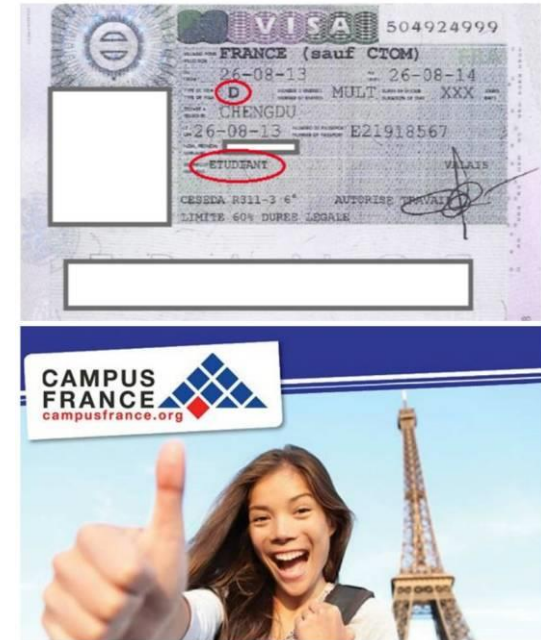 VISA 504924999
FRANCE (sauf CTOM)
26-08-13 26-08-14
D MULT XXX
CHENGDU
26-08-13 E21918567
ETUDIANT
VALAIS
CESEDA R311-3 6° AUTORISE TRAVAIL
LIMITE 60% DUREE LEGALE
CAMPUS
FRANCE
campusfrance.org